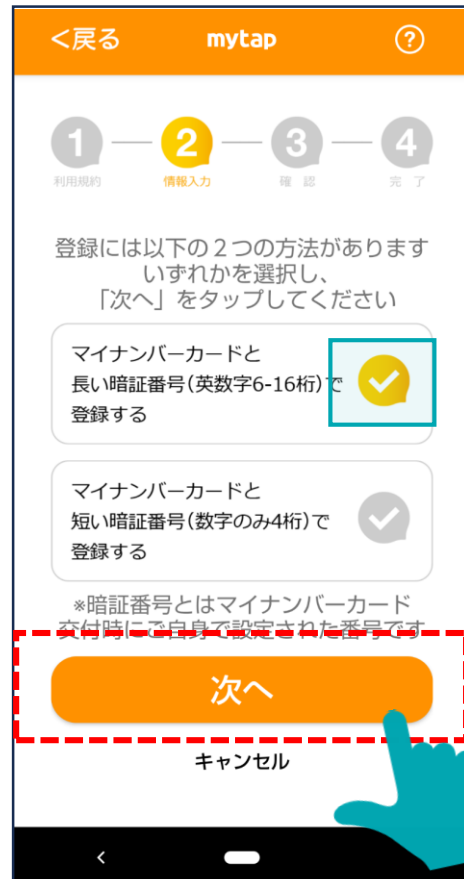 <戻る mytap ?
1 2 3 4
利用規約 情報入力 確 認 完 了
登録には以下の２つの方法があります
いずれかを選択し、
「次へ」をタップしてください
マイナンバーカードと
長い暗証番号(英数字6-16桁)で
登録する
マイナンバーカードと
短い暗証番号(数字のみ4桁)で
登録する
※暗証番号とはマイナンバーカード
交付時にご自身で設定された番号です
次へ
キャンセル